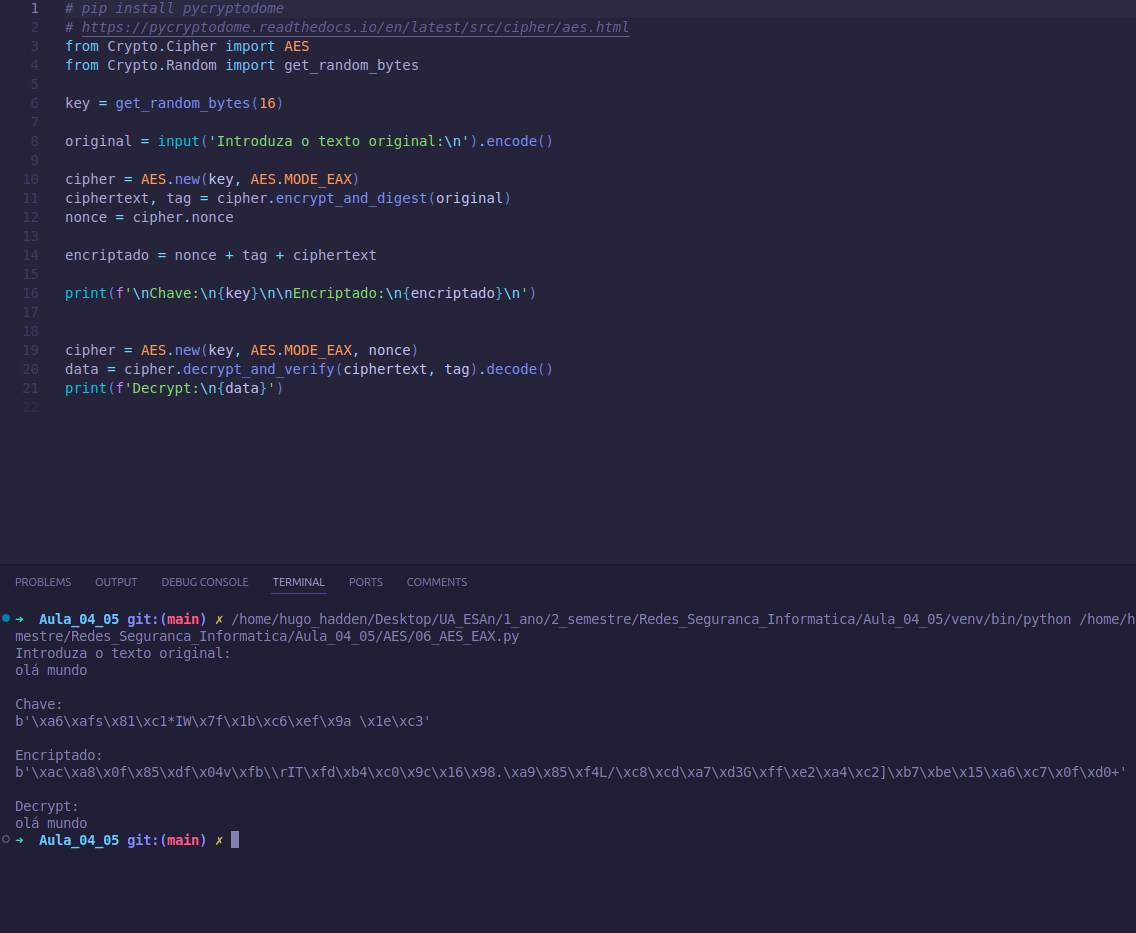 1 # pip install pycryptodome
2 # https://pycryptodome.readthedocs.io/en/latest/src/cipher/aes.html
3 from Crypto.Cipher import AES
4 from Crypto.Random import get_random_bytes
5
6 key = get_random_bytes(16)
7
8 original = input('Introduza o texto original:\n').encode()
9
10 cipher = AES.new(key, AES.MODE_EAX)
11 ciphertext, tag = cipher.encrypt_and_digest(original)
12 nonce = cipher.nonce
13
14 encriptado = nonce + tag + ciphertext
15
16 print(f'\nChave:\n{key}\n\nEncriptado:\n{encriptado}\n')
17
18
19 cipher = AES.new(key, AES.MODE_EAX, nonce)
20 data = cipher.decrypt_and_verify(ciphertext, tag).decode()
21 print(f'Decrypt:\n{data}')
22
PROBLEMS OUTPUT DEBUG CONSOLE TERMINAL PORTS COMMENTS
➜ Aula_04_05 git:(main) ✗ /home/hugo_hadden/Desktop/UA_ESAn/1_ano/2_semestre/Redes_Seguranca_Informatica/Aula_04_05/venv/bin/python /home/h
mestre/Redes_Seguranca_Informatica/Aula_04_05/AES/06_AES_EAX.py
Introduza o texto original:
olá mundo
Chave:
b'\xa6\xafs\x81\xc1*IW\x7f\x1b\xc6\xef\x9a \x1e\xc3'
Encriptado:
b'\xac\xa8\x0f\x85\xdf\x04v\xfb\\rIT\xfd\xb4\xc0\x9c\x16\x98.\xa9\x85\xf4L/\xc8\xcd\xa7\xd3G\xff\xe2\xa4\xc2]\xb7\xbe\x15\xa6\xc7\x0f\xd0+'
Decrypt:
olá mundo
➜ Aula_04_05 git:(main) ✗